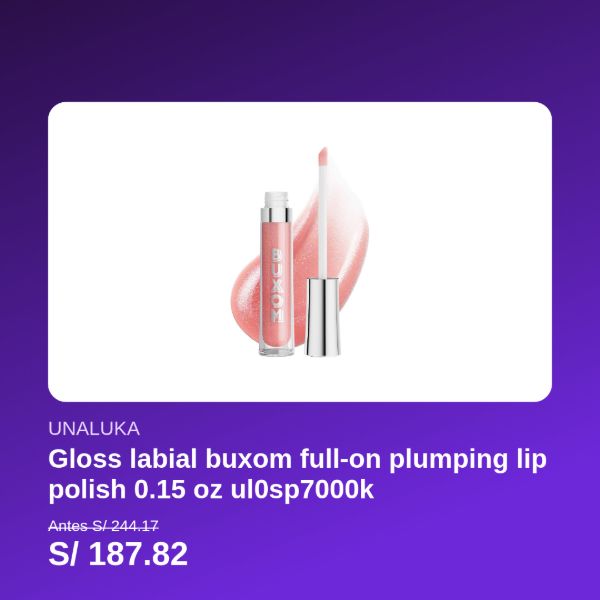 BUXOM
UNALUKA
Gloss labial buxom full-on plumping lip
polish 0.15 oz ul0sp7000k
Antes S/ 244.17
S/ 187.82